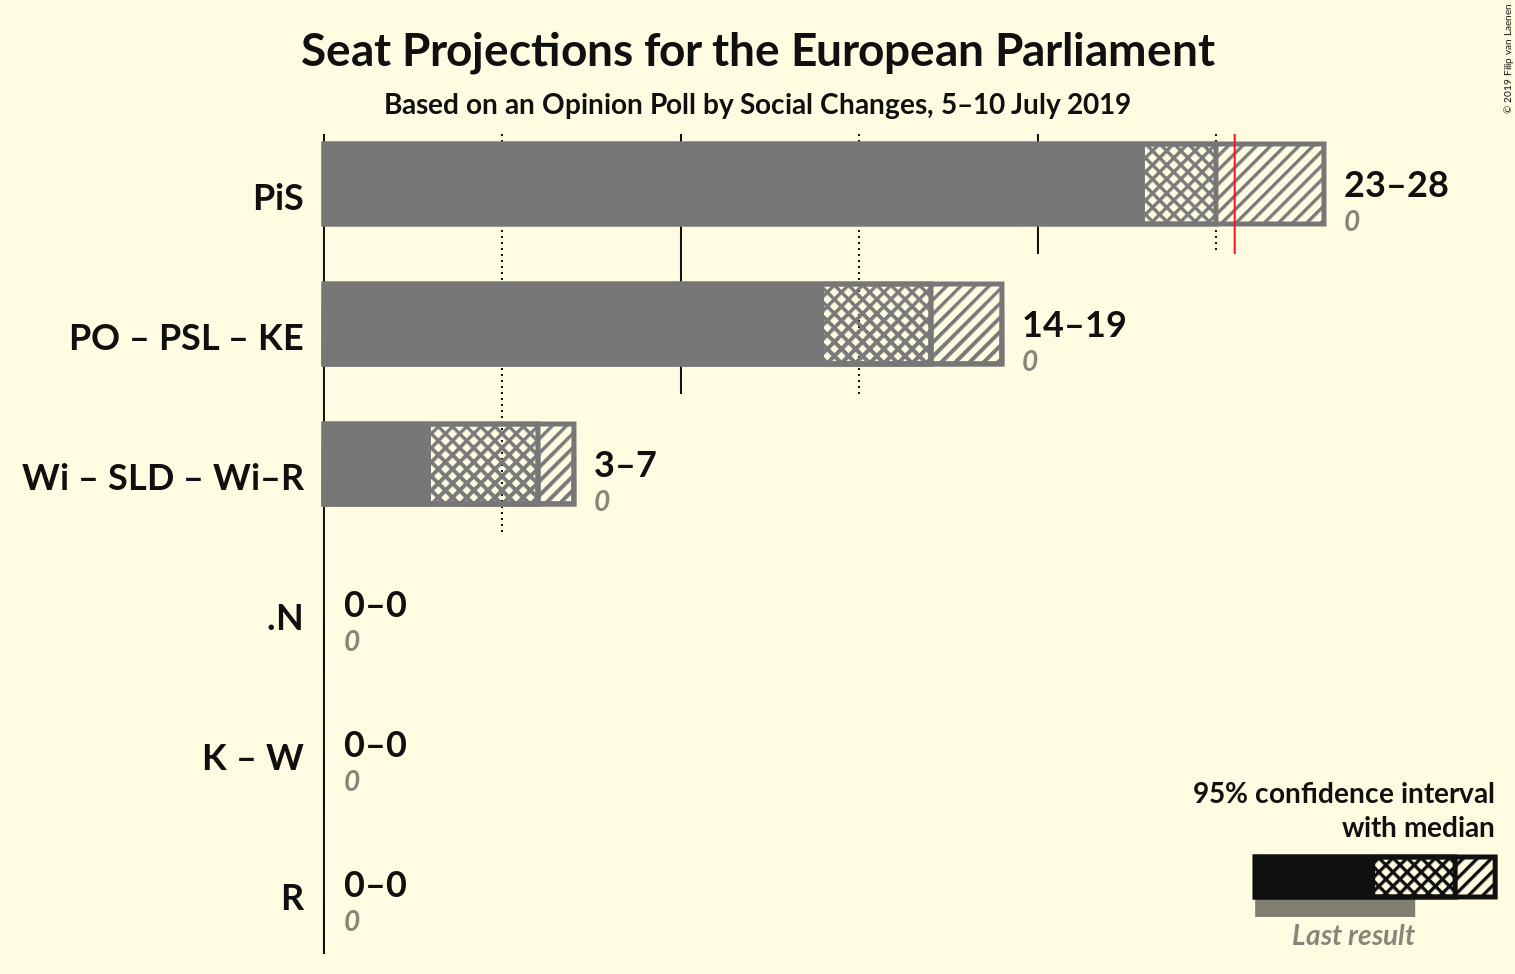 Seat Projections for the European Parliament
Based on an Opinion Poll by Social Changes, 5–10 July 2019
© 2019 Filip van Laenen
PiS
23–28
0
PO – PSL – KE
14–19
0
Wi – SLD – Wi–R
3–7
0
.N
0–0
0
K – W
0–0
0
R
0–0
0
95% confidence interval
with median
Last result